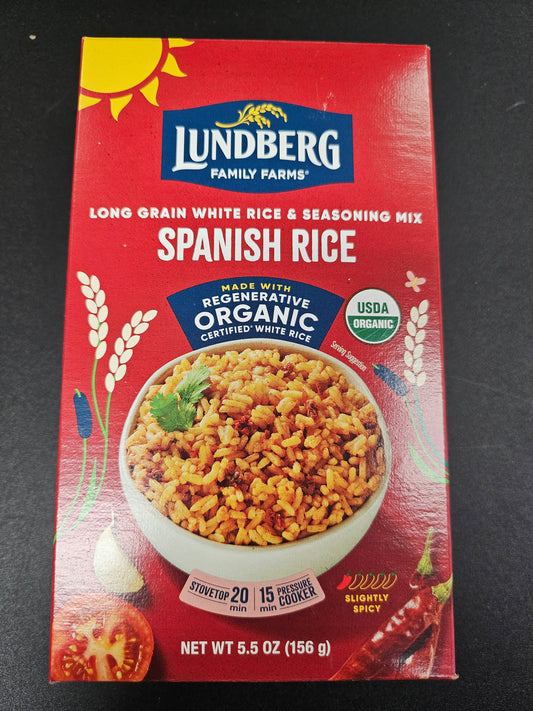 LUNDBERG
FAMILY FARMS®
LONG GRAIN WHITE RICE & SEASONING MIX
SPANISH RICE
MADE WITH
REGENERATIVE
ORGANIC
CERTIFIED® WHITE RICE
USDA
ORGANIC
Serving Suggestion
STOVETOP 20 min | 15 min PRESSURE COOKER
SLIGHTLY
SPICY
NET WT 5.5 OZ (156 g)